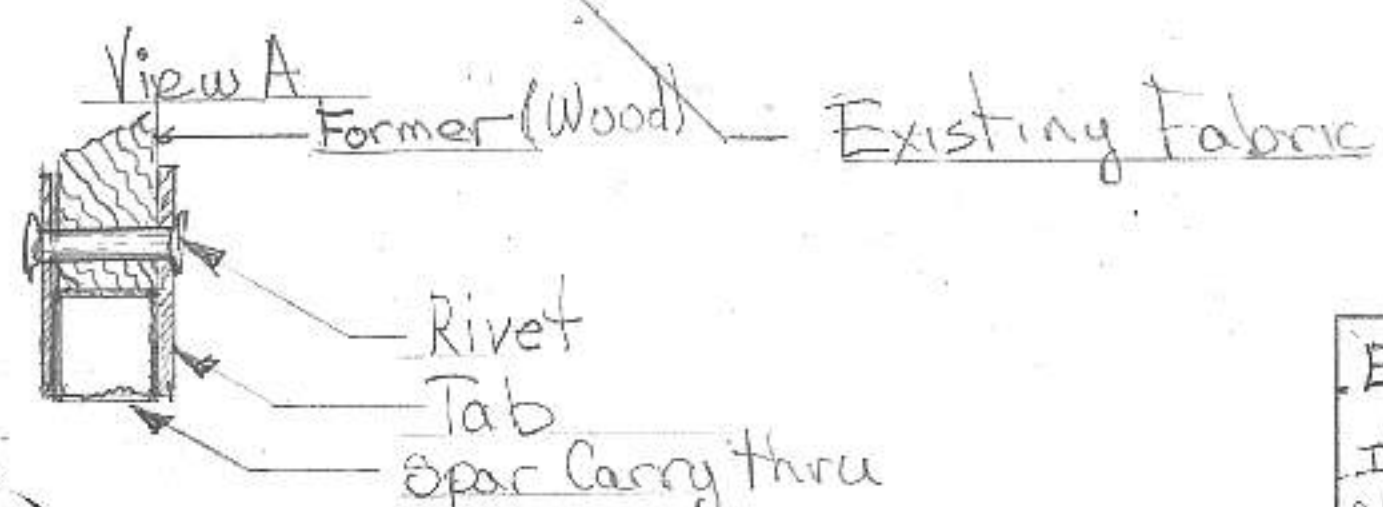 View A
Former (Wood)
Existing Fabric
Rivet
Tab
Spar Carry thru